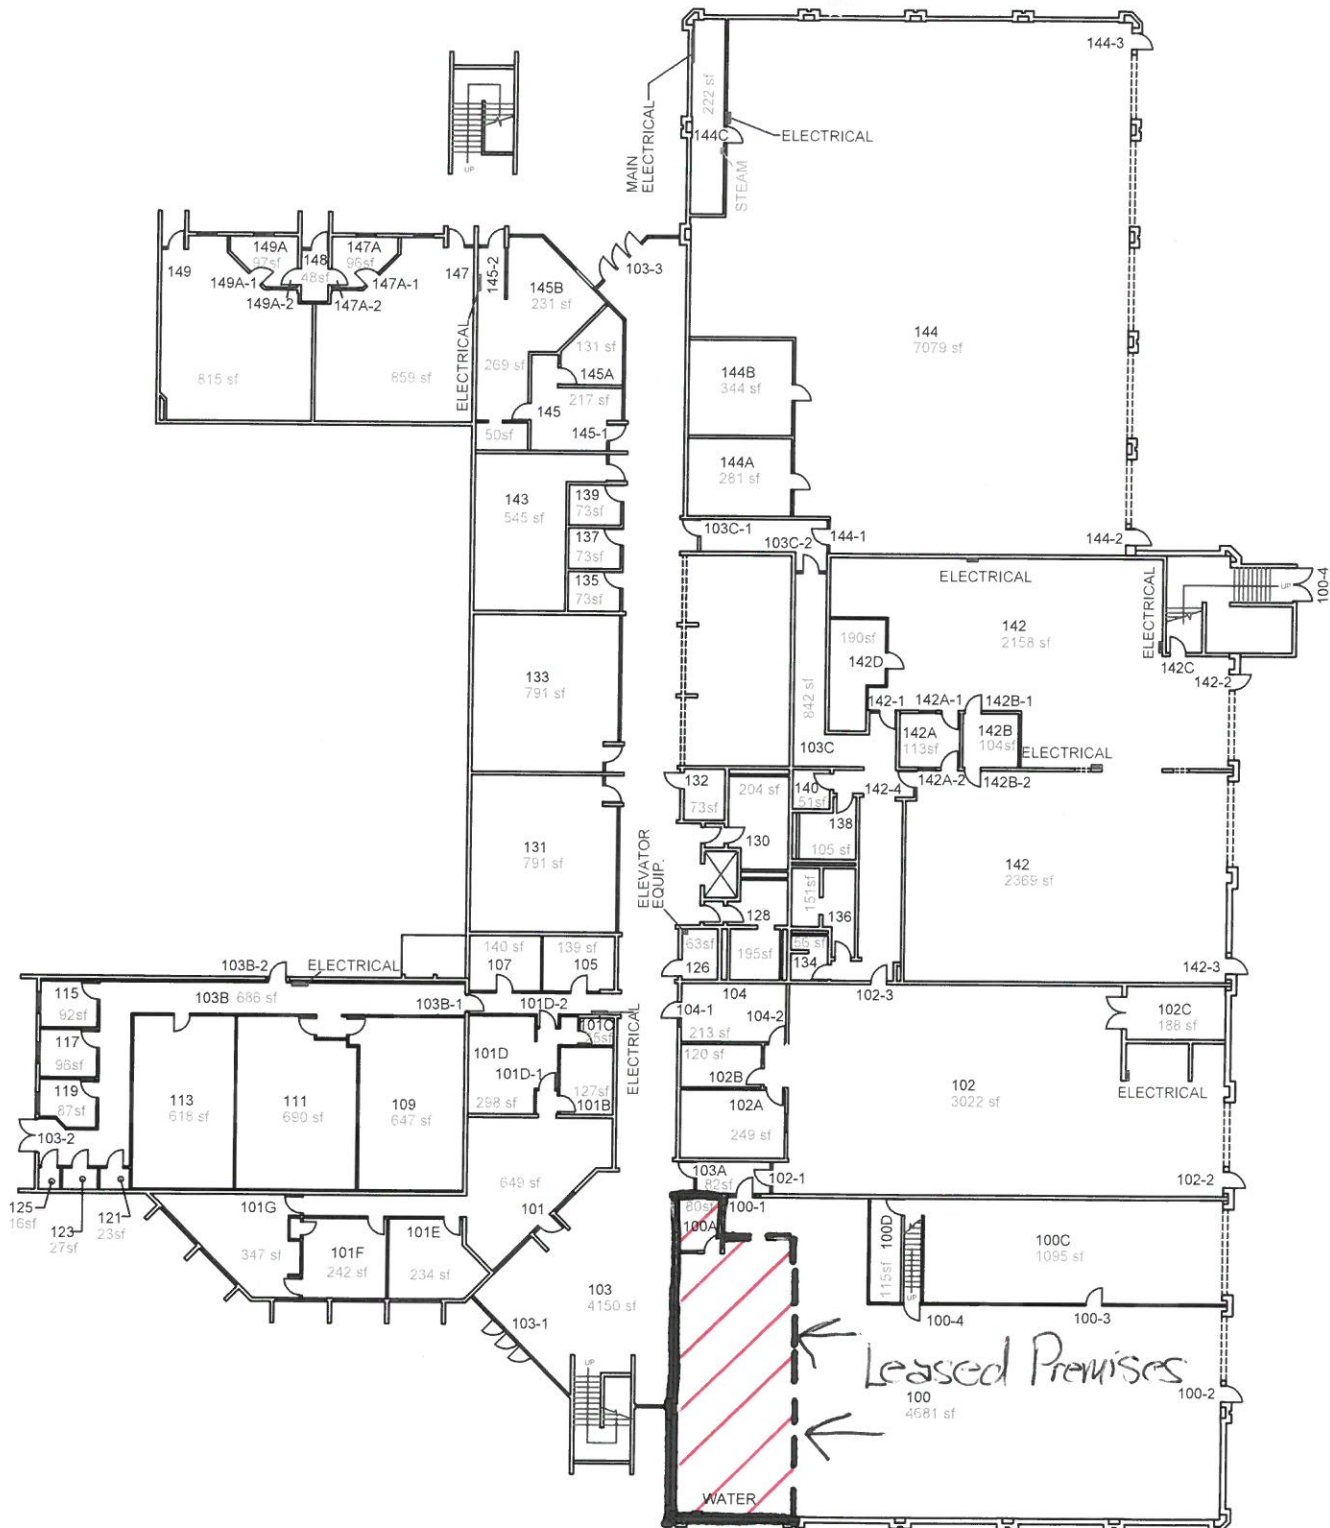 144-3
MAIN
ELECTRICAL
222 sf
144C
ELECTRICAL
STEAM
UP
149
149A
97sf
148
48sf
147A
96sf
147
145-2
103-3
149A-1
149A-2
147A-2
147A-1
145B
231 sf
ELECTRICAL
144
7079 sf
131 sf
145A
269 sf
815 sf
859 sf
144B
344 sf
217 sf
145
50sf
145-1
144A
281 sf
143
545 sf
139
73sf
137
73sf
135
73sf
103C-1
103C-2
144-1
144-2
ELECTRICAL
ELECTRICAL
UP
100-4
142
2158 sf
190sf
142D
142C
142-2
133
791 sf
842 sf
142-1
142A-1
142B-1
142A
113sf
142B
104sf
ELECTRICAL
103C
132
73sf
204 sf
140
51sf
142-4
142A-2
142B-2
138
105 sf
130
131
791 sf
ELEVATOR
EQUIP.
142
2369 sf
151sf
128
136
140 sf
107
139 sf
105
63sf
126
195sf
56 sf
134
142-3
103B-2
ELECTRICAL
103B
686 sf
103B-1
101D-2
102-3
115
92sf
104
104-1
213 sf
104-2
102C
188 sf
101C
ELECTRICAL
117
96sf
101D
101D-1
120 sf
102B
119
87sf
113
618 sf
111
690 sf
109
647 sf
298 sf
127sf
101B
102A
249 sf
102
3022 sf
ELECTRICAL
103-2
103A
82sf
102-1
102-2
125
16sf
123
27sf
121
23sf
649 sf
101G
101
80sf
100-1
100A
100D
115sf
UP
100C
1095 sf
347 sf
101F
242 sf
101E
234 sf
103
4150 sf
103-1
100-4
100-3
Leased Premises
100
4681 sf
100-2
UP
WATER